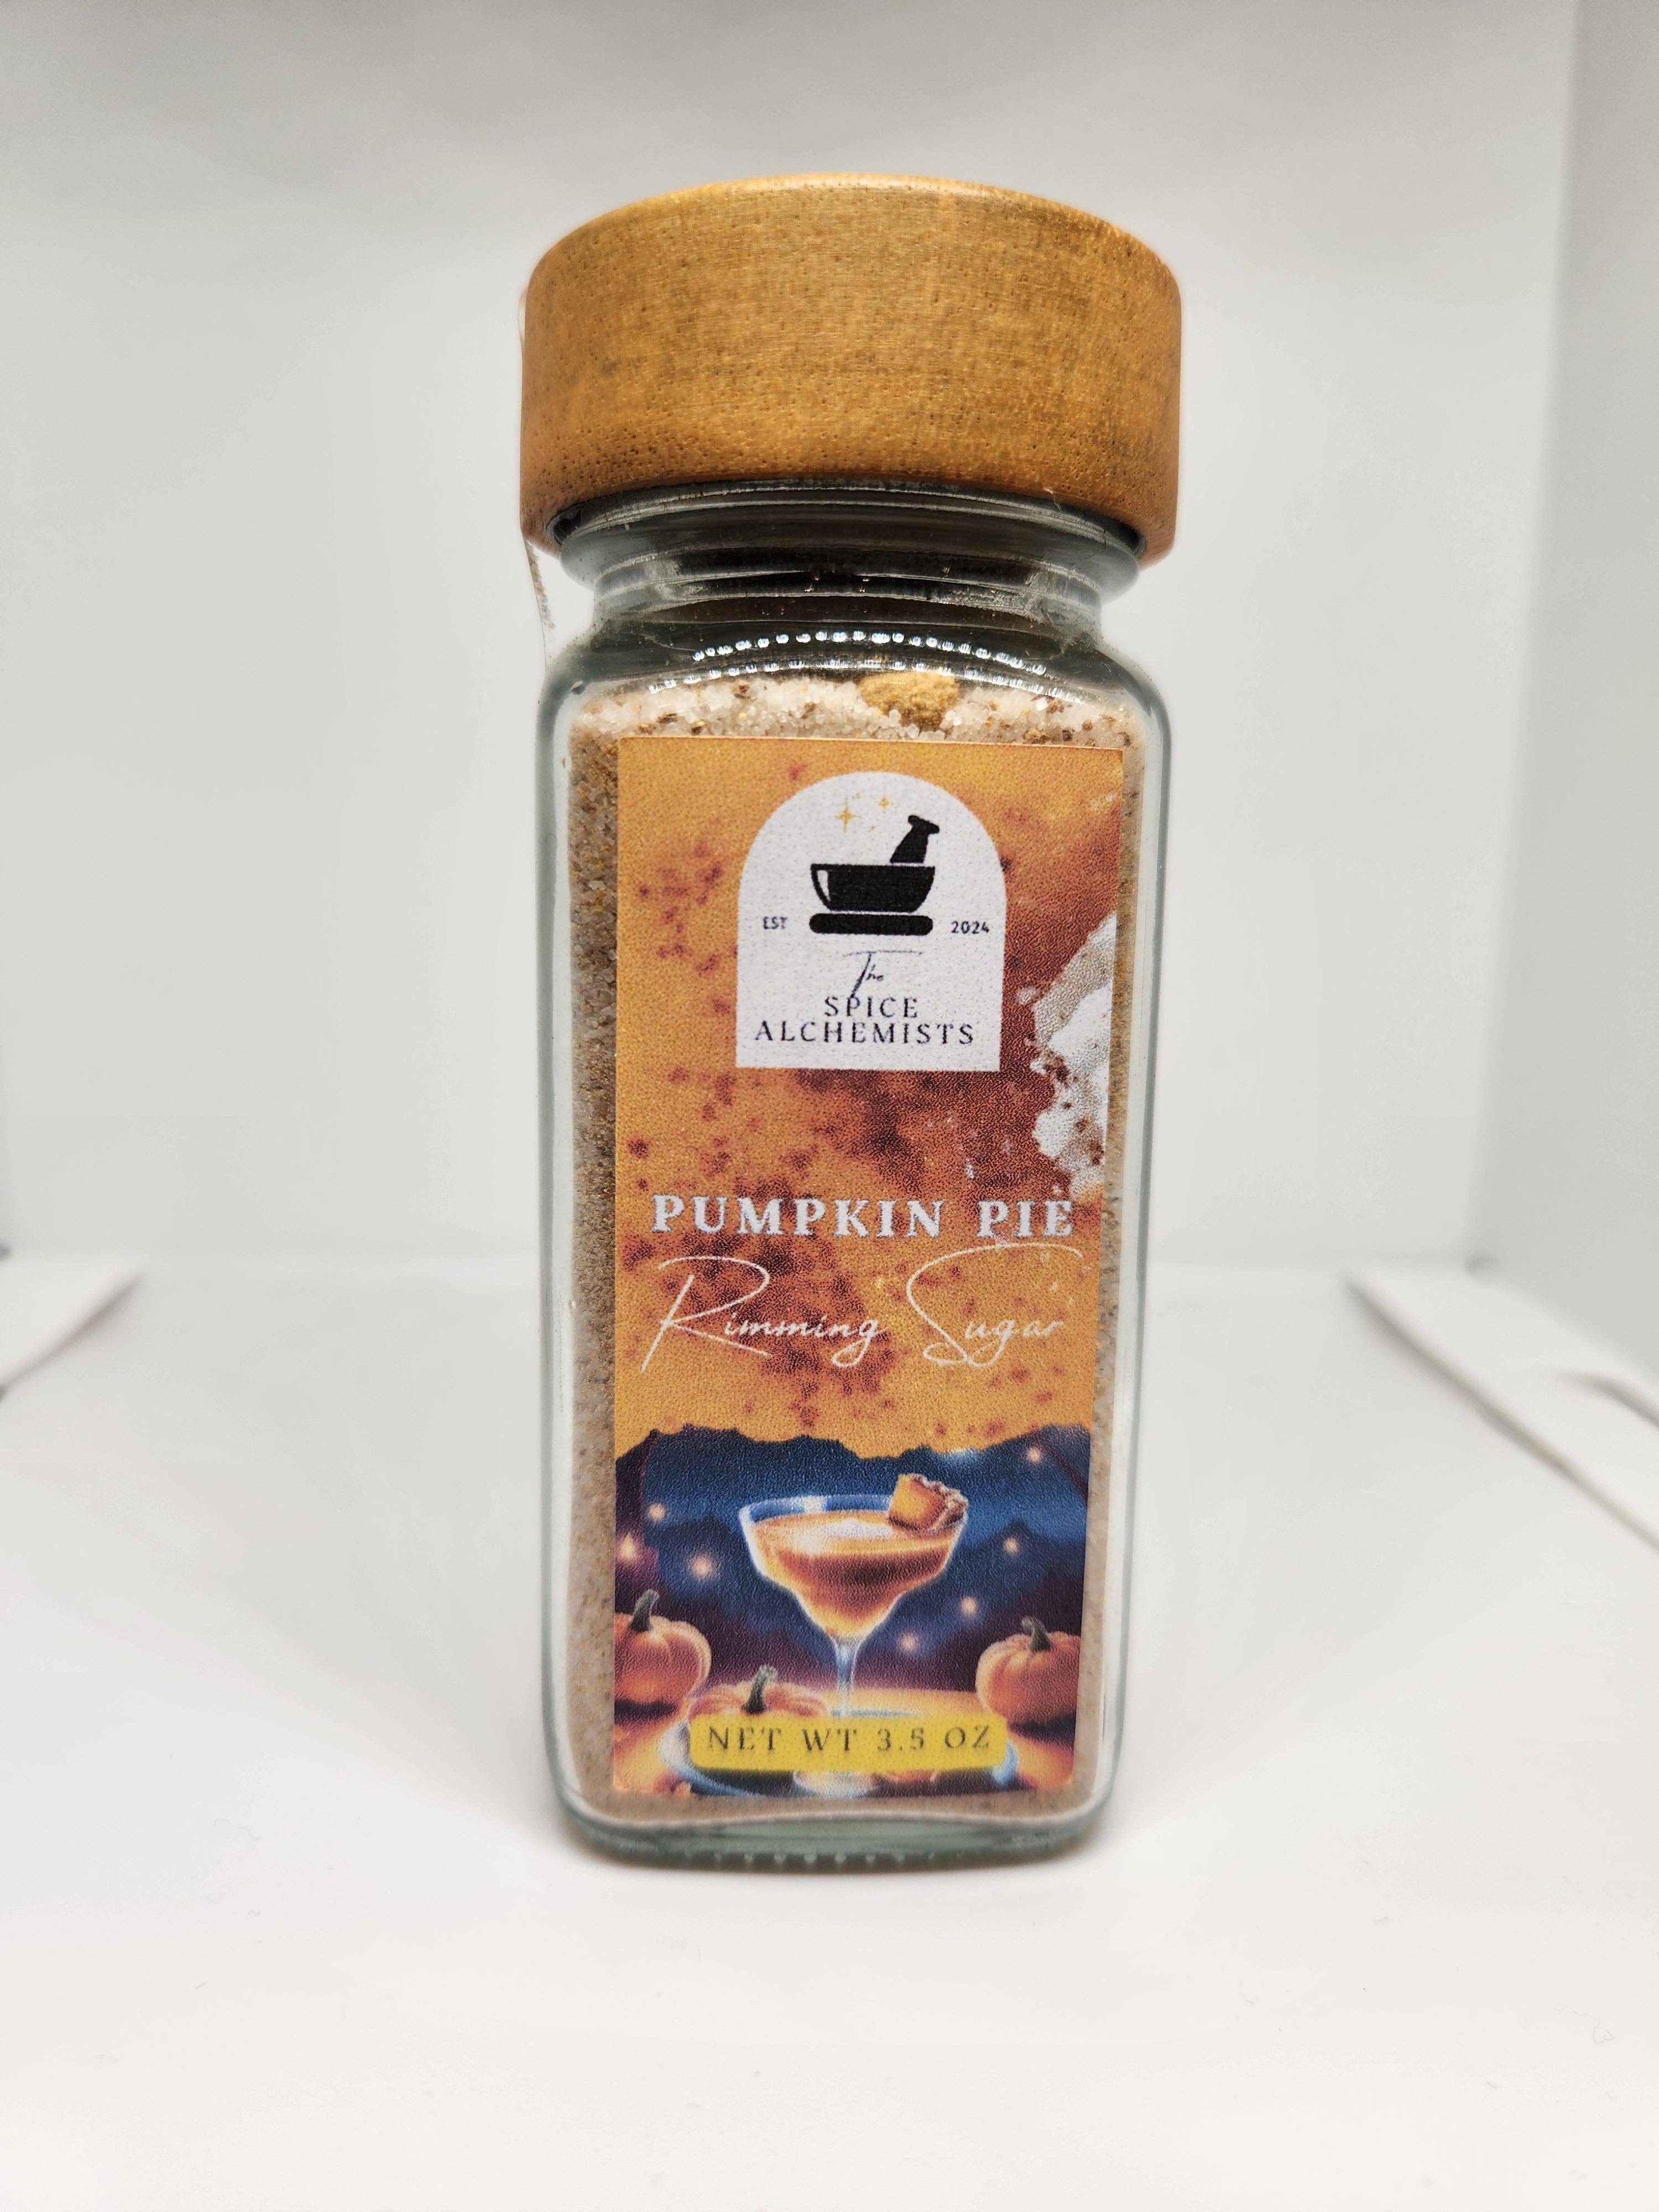 EST 2024
The
SPICE
ALCHEMISTS
PUMPKIN PIE
Rimming Sugar
NET WT 3.5 OZ